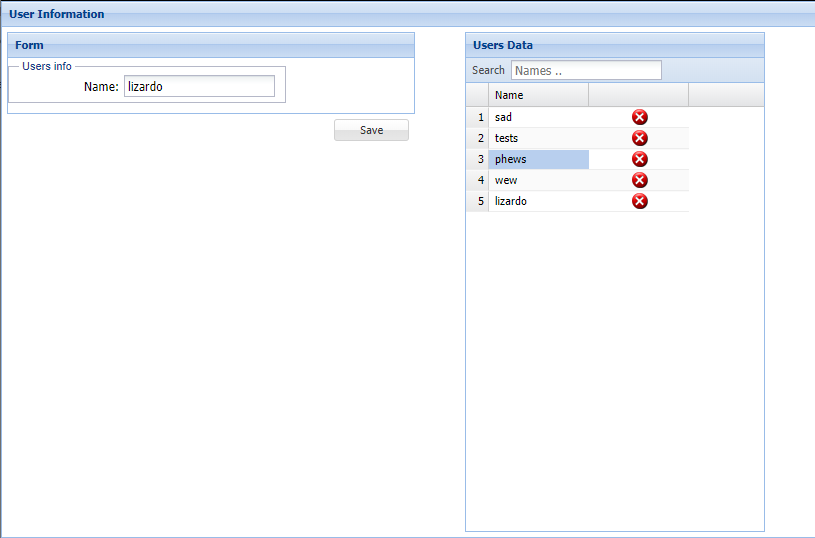 User Information
Form
Users info
Name: lizardo
Save
Users Data
Search Names ..
Name
1 sad
2 tests
3 phews
4 wew
5 lizardo